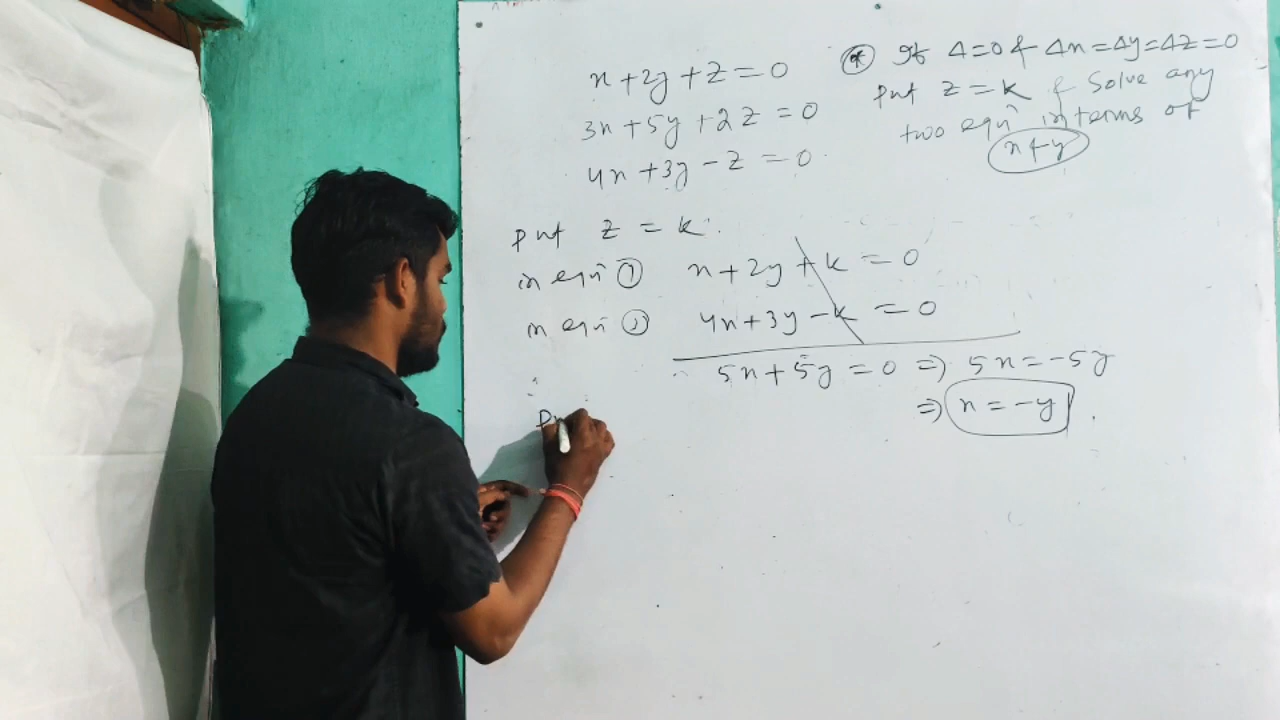 x + 2y + z = 0
3x + 5y + 2z = 0
4x + 3y - z = 0
* If Δ=0 & Δx=Δy=Δz=0
Put z = k & solve any
two eqn in terms of
x & y
Put z = k.
in eqn ① x + 2y + k = 0
in eqn ③ 4x + 3y - k = 0
5x + 5y = 0 ⇒ 5x = -5y
⇒ x = -y